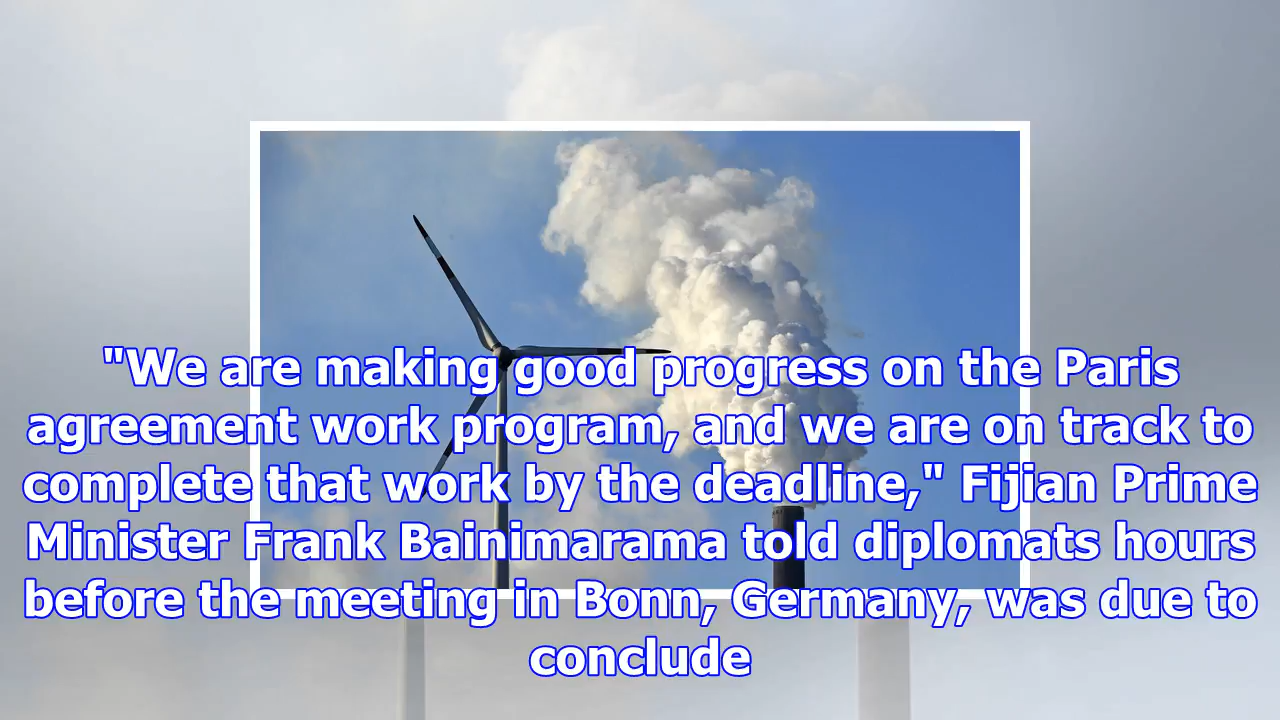 "We are making good progress on the Paris
agreement work program, and we are on track to
complete that work by the deadline," Fijian Prime
Minister Frank Bainimarama told diplomats hours
before the meeting in Bonn, Germany, was due to
conclude